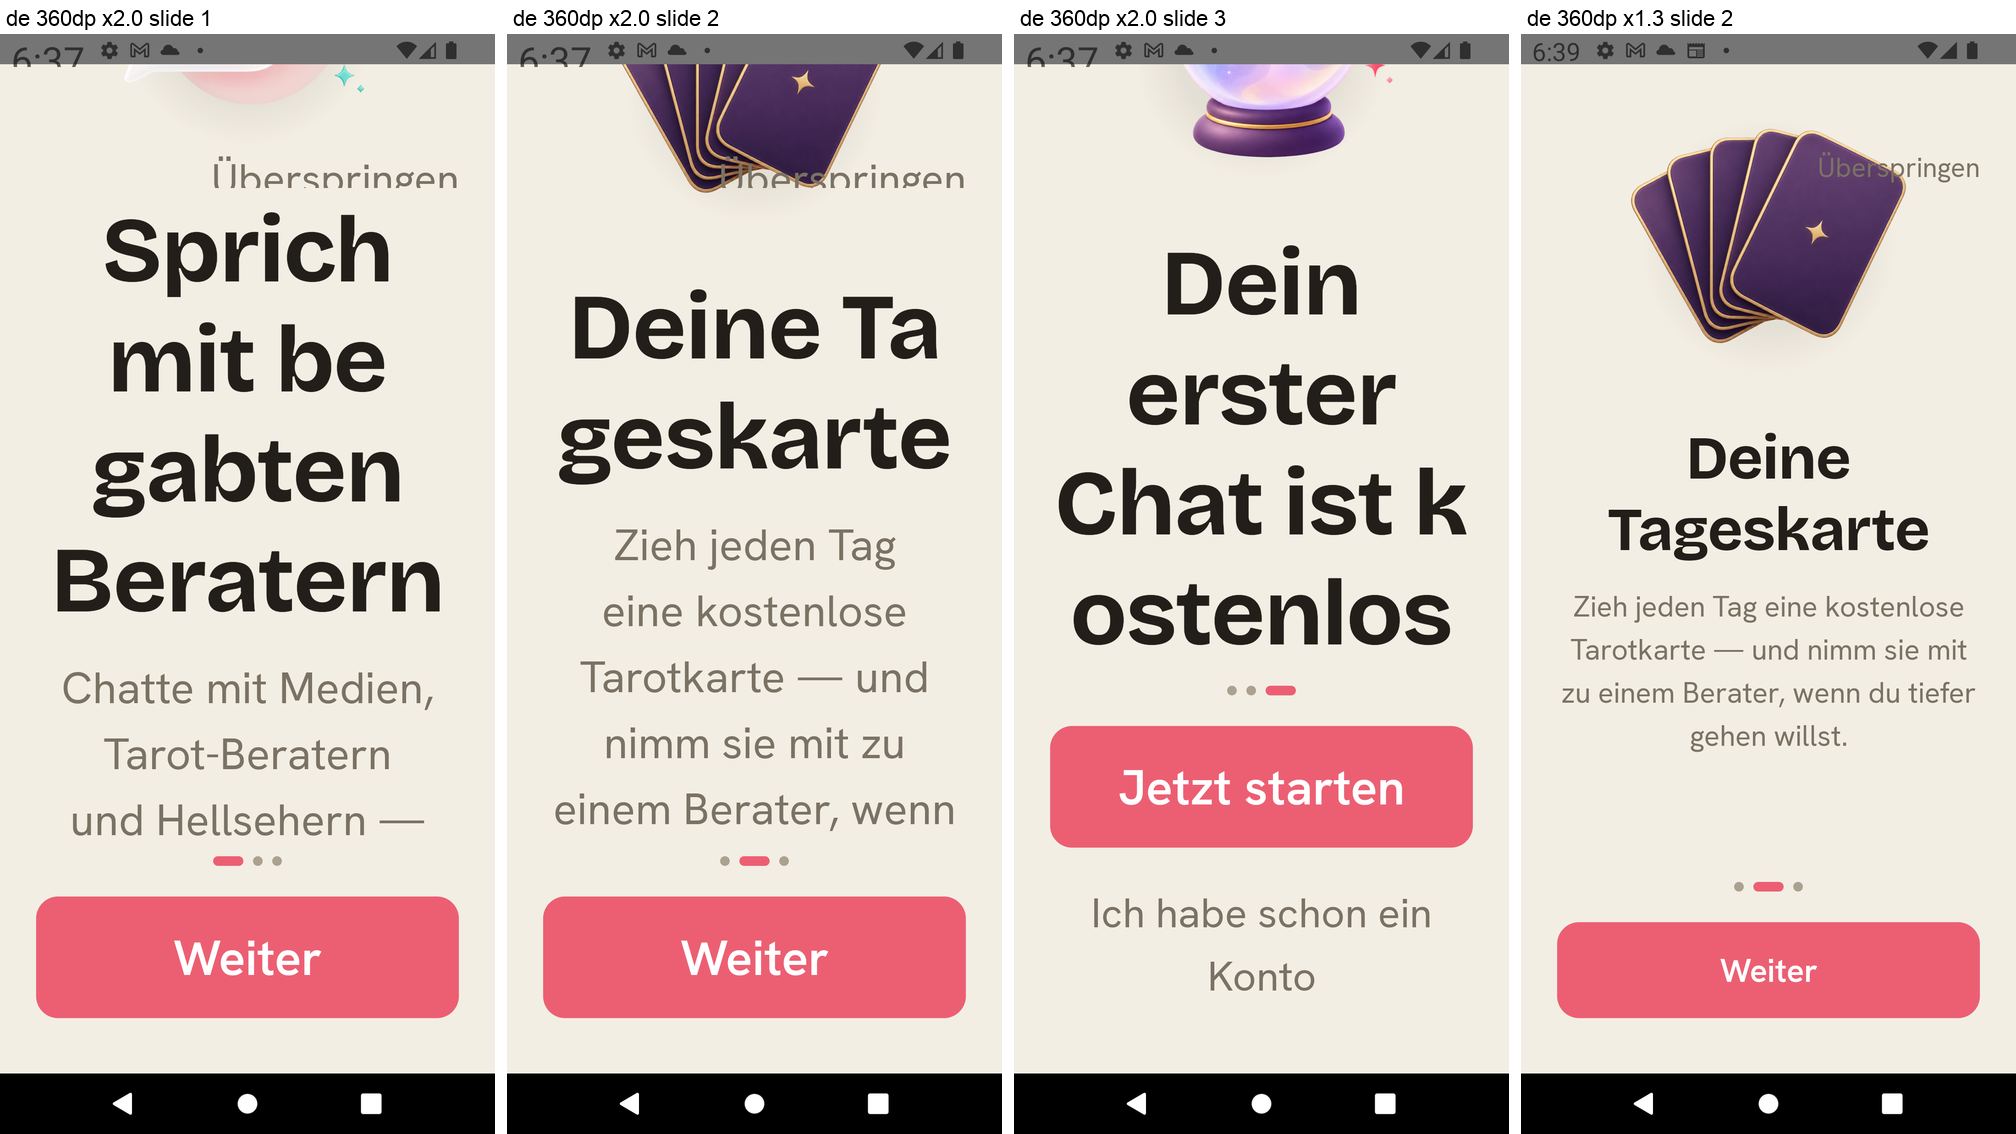 de 360dp x2.0 slide 1
6:37
Überspringen
Sprich
mit be
gabten
Beratern
Chatte mit Medien,
Tarot-Beratern
und Hellsehern —
Weiter
de 360dp x2.0 slide 2
6:37
Überspringen
Deine Ta
geskarte
Zieh jeden Tag
eine kostenlose
Tarotkarte — und
nimm sie mit zu
einem Berater, wenn
Weiter
de 360dp x2.0 slide 3
6:37
Dein
erster
Chat ist k
ostenlos
Jetzt starten
Ich habe schon ein
Konto
de 360dp x1.3 slide 2
6:39
Überspringen
Deine
Tageskarte
Zieh jeden Tag eine kostenlose
Tarotkarte — und nimm sie mit
zu einem Berater, wenn du tiefer
gehen willst.
Weiter